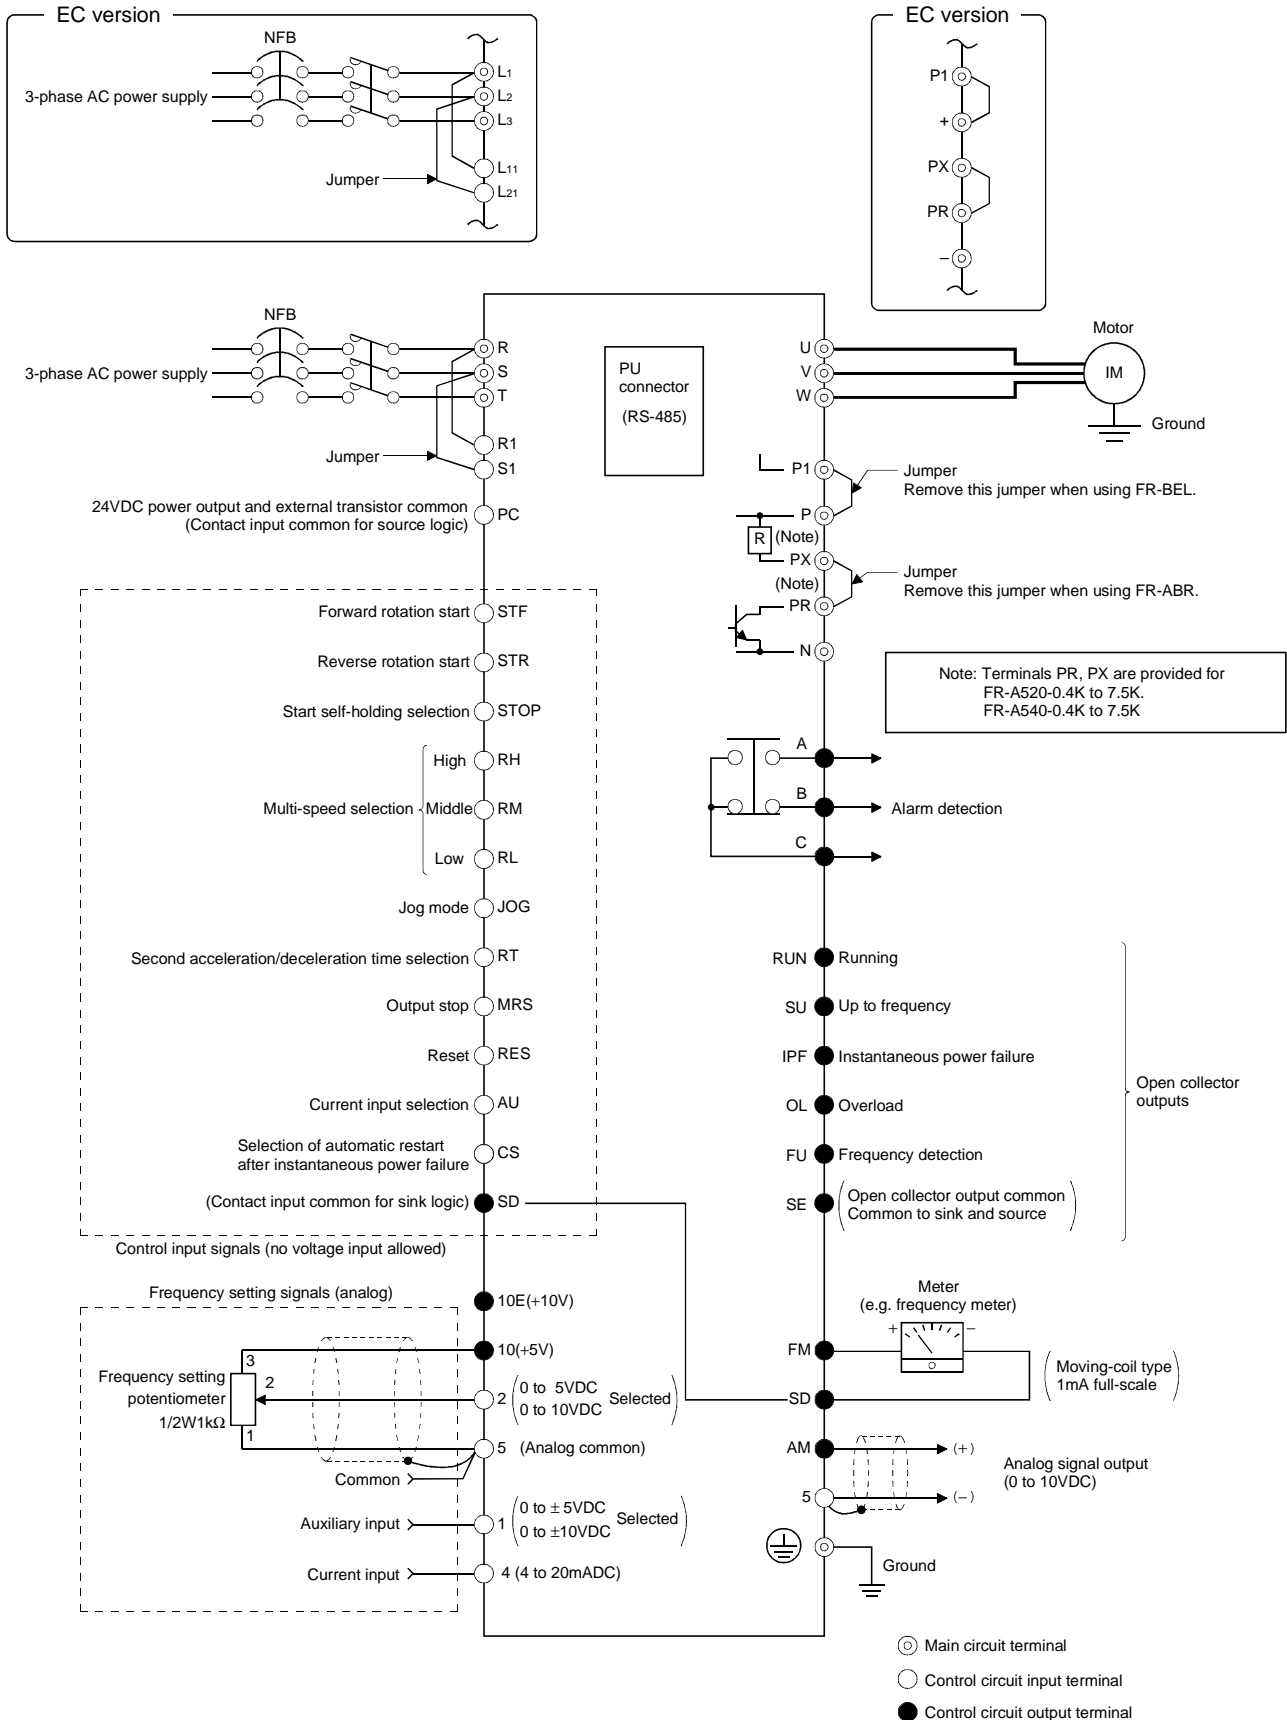 EC version
NFB
3-phase AC power supply
L1
L2
L3
L11
L21
Jumper
EC version
P1
+
PX
PR
−
NFB
3-phase AC power supply
R
S
T
R1
S1
Jumper
24VDC power output and external transistor common
(Contact input common for source logic)
PC
PU
connector
(RS-485)
U
V
W
Motor
IM
Ground
P1
Jumper
Remove this jumper when using FR-BEL.
P
R
(Note)
PX
(Note)
Jumper
Remove this jumper when using FR-ABR.
PR
N
Note: Terminals PR, PX are provided for
FR-A520-0.4K to 7.5K.
FR-A540-0.4K to 7.5K
Forward rotation start
STF
Reverse rotation start
STR
Start self-holding selection
STOP
Multi-speed selection
High
RH
Middle
RM
Low
RL
Jog mode
JOG
Second acceleration/deceleration time selection
RT
Output stop
MRS
Reset
RES
Current input selection
AU
Selection of automatic restart
after instantaneous power failure
CS
(Contact input common for sink logic)
SD
Control input signals (no voltage input allowed)
A
B
Alarm detection
C
RUN
Running
SU
Up to frequency
IPF
Instantaneous power failure
OL
Overload
FU
Frequency detection
SE
Open collector output common
Common to sink and source
Open collector
outputs
Frequency setting signals (analog)
10E(+10V)
10(+5V)
3
Frequency setting
potentiometer
1/2W1kΩ
2
1
2
0 to 5VDC
0 to 10VDC
Selected
5 (Analog common)
Common
Auxiliary input
1
0 to ± 5VDC
0 to ±10VDC
Selected
Current input
4 (4 to 20mADC)
Meter
(e.g. frequency meter)
+
−
FM
(Moving-coil type
1mA full-scale)
SD
AM
(+)
Analog signal output
(0 to 10VDC)
5
(−)
Ground
Main circuit terminal
Control circuit input terminal
Control circuit output terminal